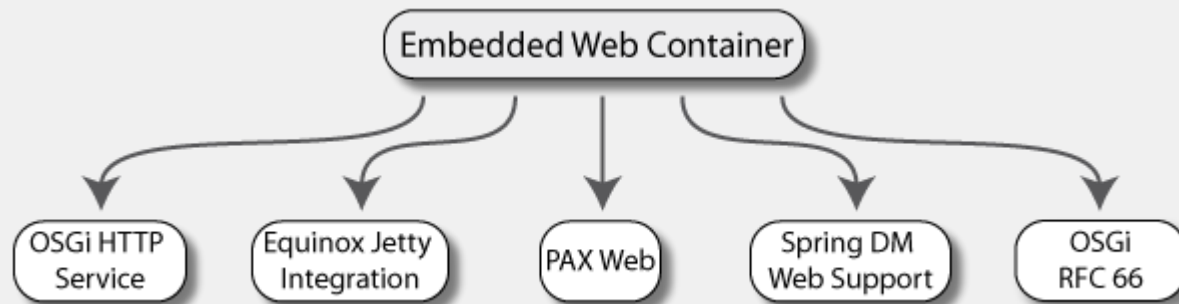 Embedded Web Container
OSGi HTTP
Service
Equinox Jetty
Integration
PAX Web
Spring DM
Web Support
OSGi
RFC 66